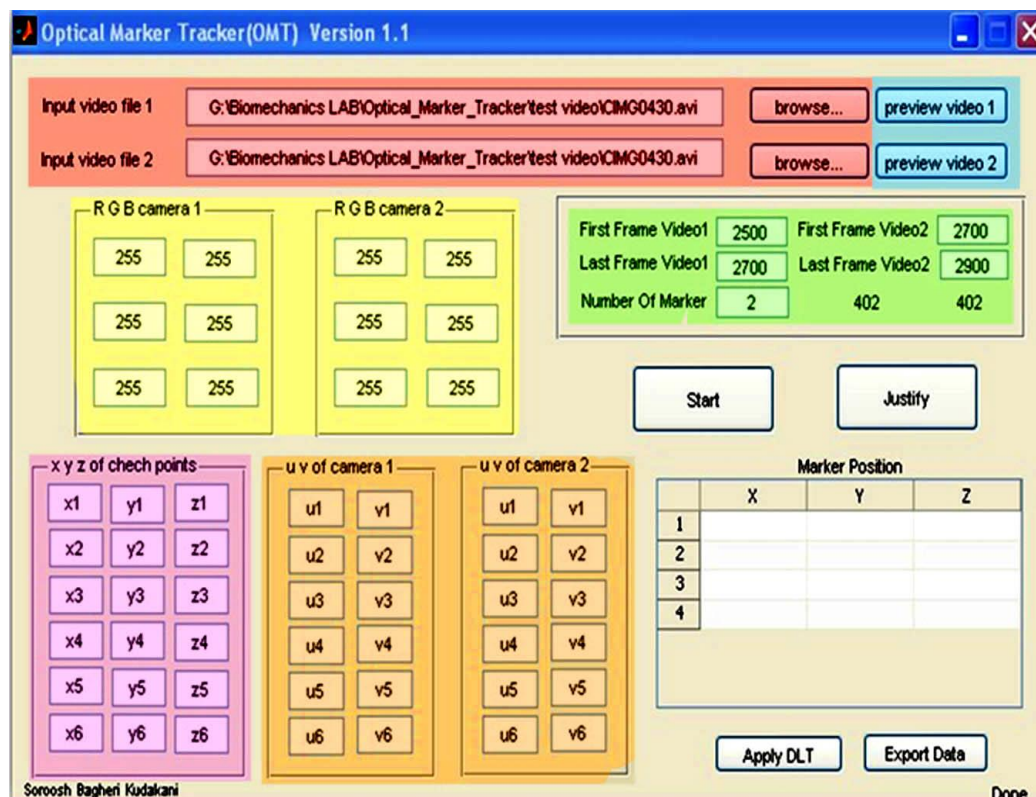 Optical Marker Tracker(OMT) Version 1.1
Input video file 1 G:\Biomechanics LAB\Optical_Marker_Tracker\test video\CIMG0430.avi browse... preview video 1
Input video file 2 G:\Biomechanics LAB\Optical_Marker_Tracker\test video\CIMG0430.avi browse... preview video 2
R G B camera 1
255 255
255 255
255 255
R G B camera 2
255 255
255 255
255 255
First Frame Video1 2500 First Frame Video2 2700
Last Frame Video1 2700 Last Frame Video2 2900
Number Of Marker 2 402 402
Start Justify
x y z of chech points
x1 y1 z1
x2 y2 z2
x3 y3 z3
x4 y4 z4
x5 y5 z5
x6 y6 z6
u v of camera 1
u1 v1
u2 v2
u3 v3
u4 v4
u5 v5
u6 v6
u v of camera 2
u1 v1
u2 v2
u3 v3
u4 v4
u5 v5
u6 v6
Marker Position
X Y Z
1
2
3
4
Apply DLT Export Data
Soroosh Bagheri Kudakani Done